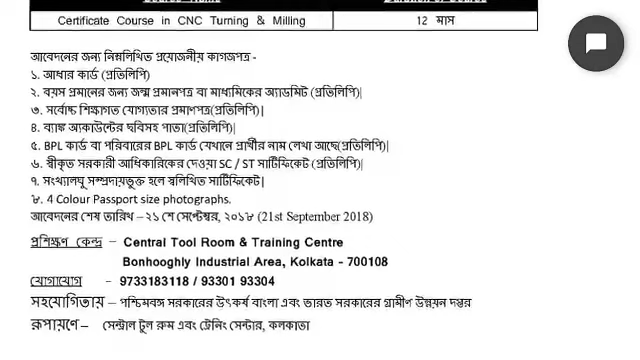 Certificate Course in CNC Turning & Milling 12 মাস
আবেদনের জন্য নিম্নলিখিত প্রয়োজনীয় কাগজপত্র -
১. আধার কার্ড (প্রতিলিপি)
২. বয়স প্রমানের জন্য জন্ম প্রমানপত্র বা মাধ্যমিকের অ্যাডমিট (প্রতিলিপি)|
৩. সর্বোচ্চ শিক্ষাগত যোগ্যতার প্রমাণপত্র(প্রতিলিপি)|
৪. ব্যাঙ্ক অ্যাকাউন্টের ছবিসহ পাতা(প্রতিলিপি)|
৫. BPL কার্ড বা পরিবারের BPL কার্ড যেখানে প্রার্থীর নাম লেখা আছে(প্রতিলিপি)|
৬. স্বীকৃত সরকারী আধিকারিকের দেওয়া SC / ST সার্টিফিকেট (প্রতিলিপি)|
৭. সংখ্যালঘু সম্প্রদায়ভুক্ত হলে স্বলিখিত সার্টিফিকেট|
৮. 4 Colour Passport size photographs.
আবেদনের শেষ তারিখ – ২১ শে সেপ্টেম্বর, ২০১৮ (21st September 2018)
প্রশিক্ষণ কেন্দ্র – Central Tool Room & Training Centre
Bonhooghly Industrial Area, Kolkata - 700108
যোগাযোগ - 9733183118 / 93301 93304
সহযোগিতায় – পশ্চিমবঙ্গ সরকারের উৎকর্ষ বাংলা এবং ভারত সরকারের গ্রামীণ উন্নয়ন দপ্তর
রূপায়ণে – সেন্ট্রাল টুল রুম এবং ট্রেনিং সেন্টার, কলকাতা